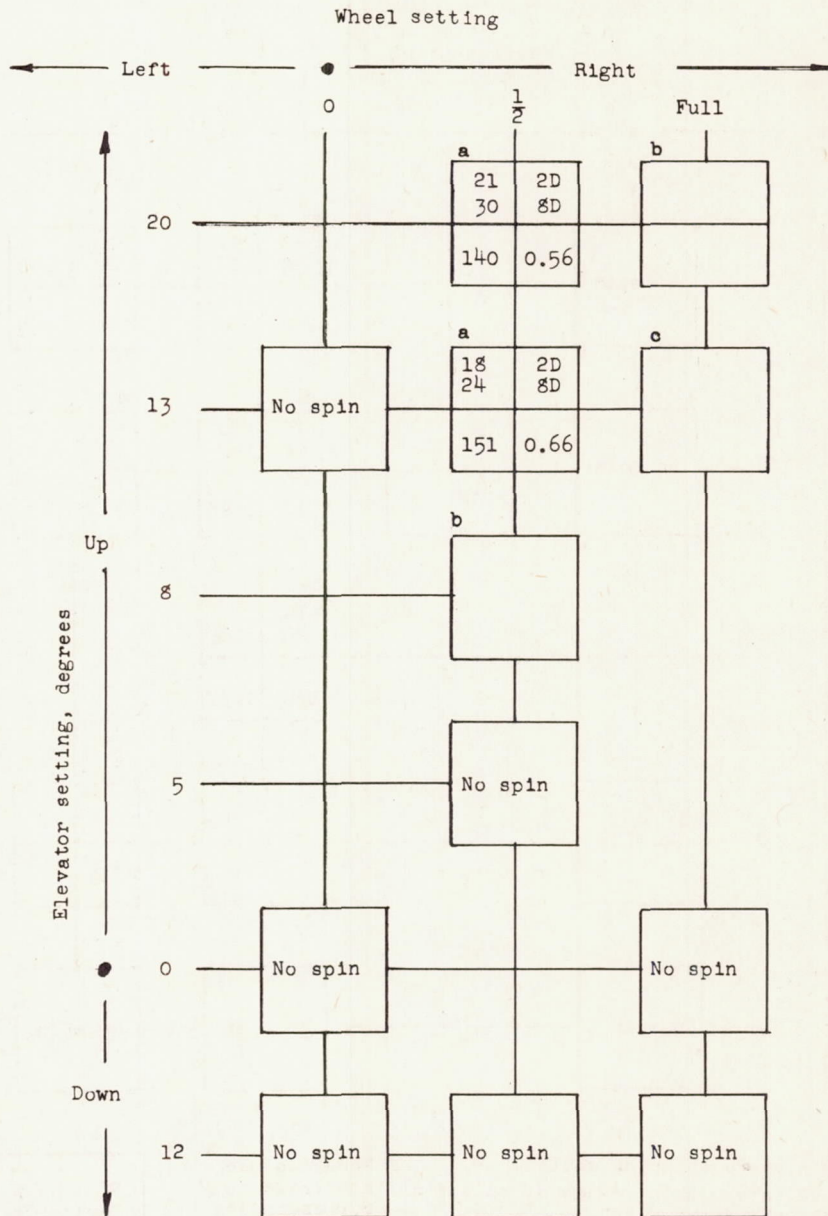 Wheel setting
Left Right
0 1/2 Full
a b
21 2D
30 8D
20
140 0.56
a c
18 2D
24 8D
13 No spin
151 0.66
b
Up
8
Elevator setting, degrees
5 No spin
0 No spin No spin
Down
12 No spin No spin No spin